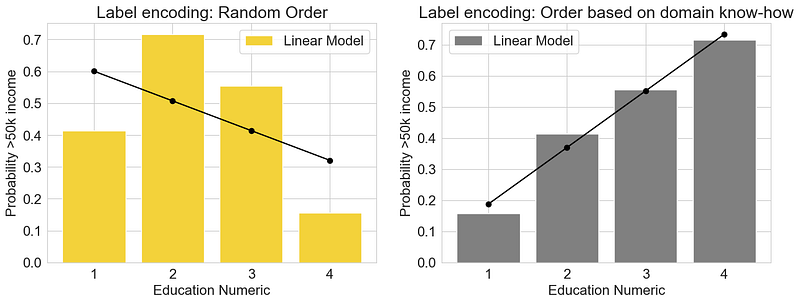 Label encoding: Random Order
Probability >50k income
0.7
0.6
0.5
0.4
0.3
0.2
0.1
0.0
Linear Model
1 2 3 4
Education Numeric
Label encoding: Order based on domain know-how
Probability >50k income
0.7
0.6
0.5
0.4
0.3
0.2
0.1
0.0
Linear Model
1 2 3 4
Education Numeric